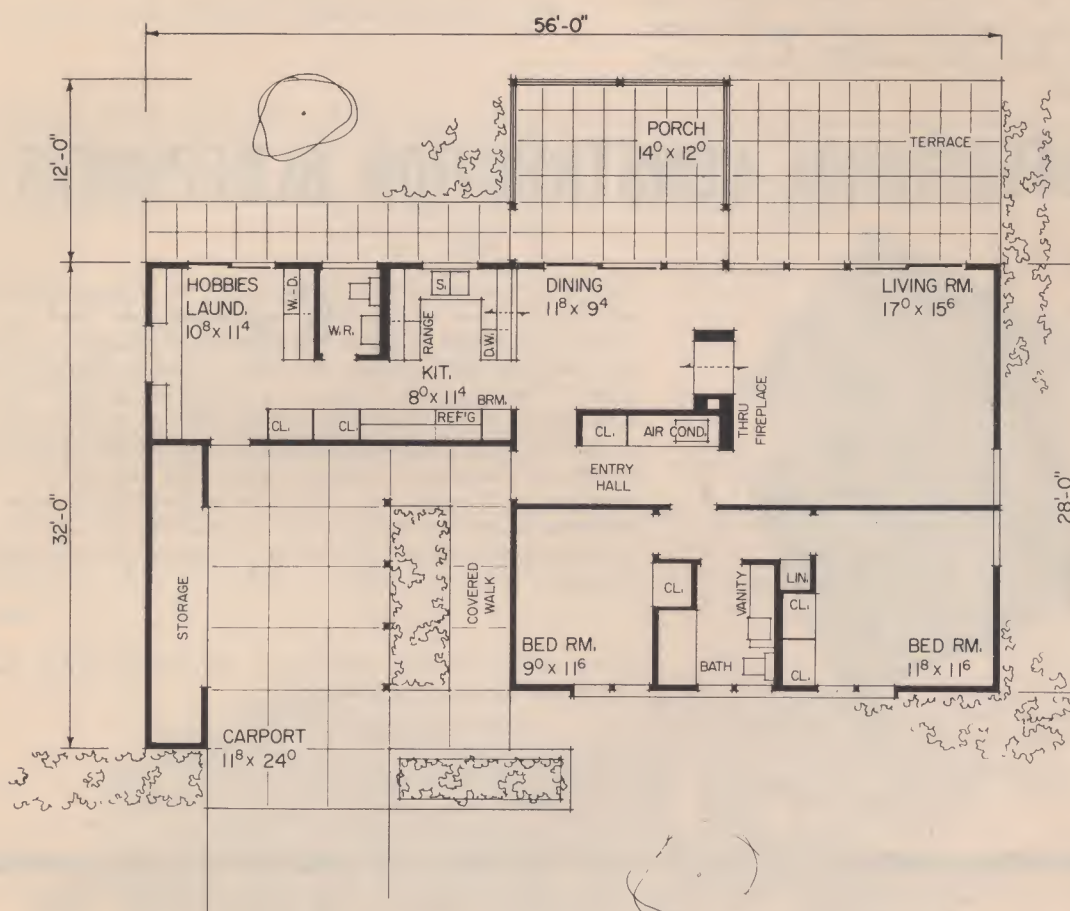 56'-0"
12'-0"
PORCH
14⁰ x 12⁰
TERRACE
HOBBIES
LAUND.
10⁸ x 11⁴
W.-D.
W.R.
S.
RANGE
D.W.
KIT.
8⁰ x 11⁴
BRM.
REF'G
CL.
CL.
DINING
11⁸ x 9⁴
LIVING RM.
17⁰ x 15⁶
THRU
FIREPLACE
CL.
AIR COND.
ENTRY
HALL
32'-0"
28'-0"
STORAGE
COVERED
WALK
CL.
VANITY
LIN.
CL.
CL.
BED RM.
9⁰ x 11⁶
BATH
BED RM.
11⁸ x 11⁶
CARPORT
11⁸ x 24⁰